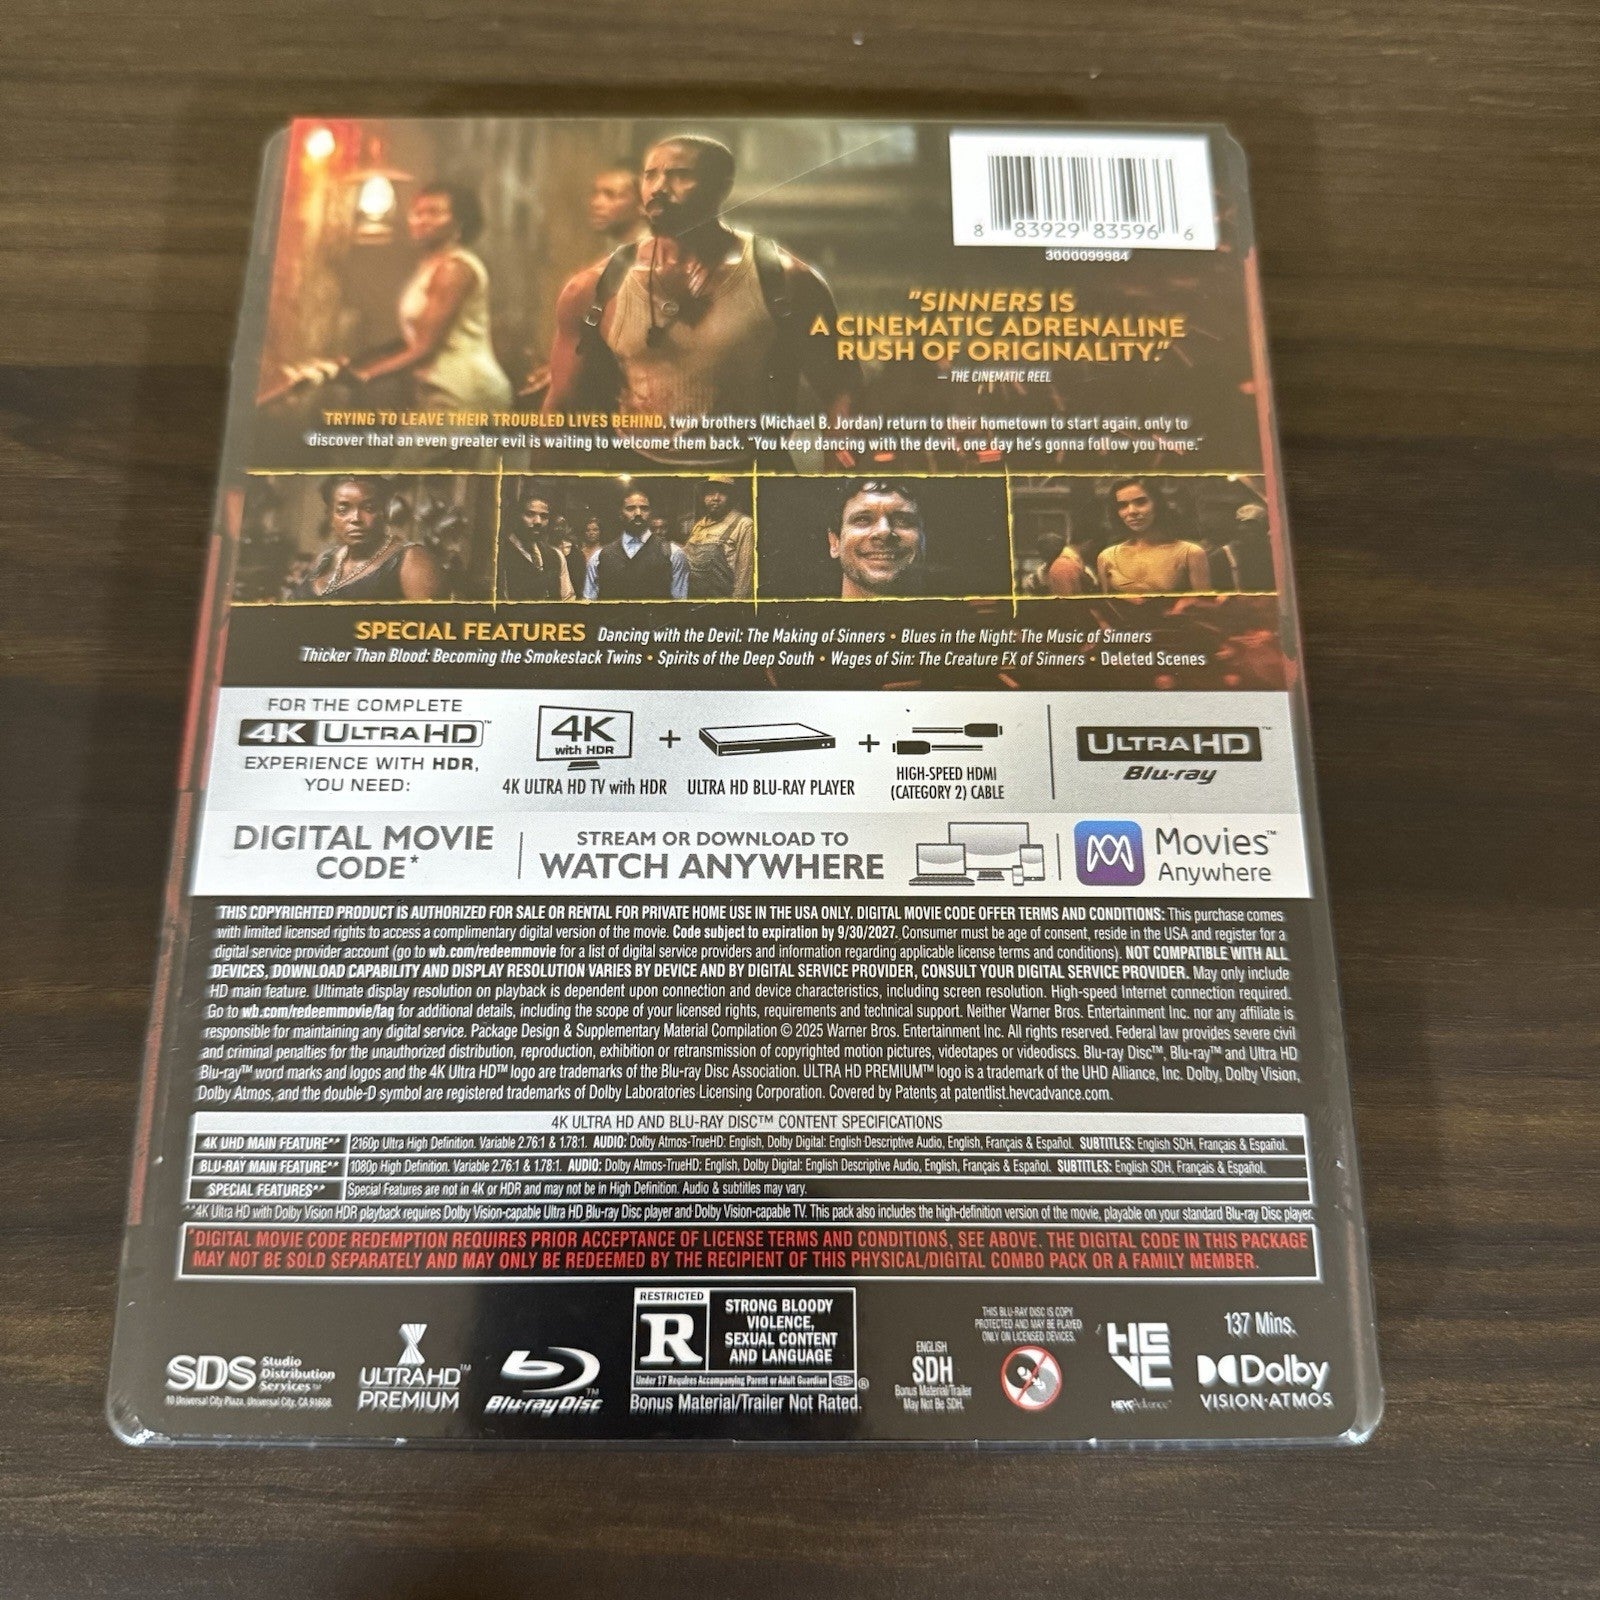 8 83929 83596 6
3000099984
"SINNERS IS
A CINEMATIC ADRENALINE
RUSH OF ORIGINALITY."
– THE CINEMATIC REEL
TRYING TO LEAVE THEIR TROUBLED LIVES BEHIND, twin brothers (Michael B. Jordan) return to their hometown to start again, only to
discover that an even greater evil is waiting to welcome them back. "You keep dancing with the devil, one day he's gonna follow you home."
SPECIAL FEATURES Dancing with the Devil: The Making of Sinners • Blues in the Night: The Music of Sinners
Thicker Than Blood: Becoming the Smokestack Twins • Spirits of the Deep South • Wages of Sin: The Creature FX of Sinners • Deleted Scenes
FOR THE COMPLETE
4K ULTRA HD™
EXPERIENCE WITH HDR,
YOU NEED:
4K
with HDR
4K ULTRA HD TV with HDR
+
ULTRA HD BLU-RAY PLAYER
+
HIGH-SPEED HDMI
(CATEGORY 2) CABLE
ULTRA HD™
Blu-ray
DIGITAL MOVIE
CODE*
STREAM OR DOWNLOAD TO
WATCH ANYWHERE
Movies™
Anywhere
THIS COPYRIGHTED PRODUCT IS AUTHORIZED FOR SALE OR RENTAL FOR PRIVATE HOME USE IN THE USA ONLY. DIGITAL MOVIE CODE OFFER TERMS AND CONDITIONS: This purchase comes
with limited licensed rights to access a complimentary digital version of the movie. Code subject to expiration by 9/30/2027. Consumer must be age of consent, reside in the USA and register for a
digital service provider account (go to wb.com/redeemmovie for a list of digital service providers and information regarding applicable license terms and conditions). NOT COMPATIBLE WITH ALL
DEVICES, DOWNLOAD CAPABILITY AND DISPLAY RESOLUTION VARIES BY DEVICE AND BY DIGITAL SERVICE PROVIDER, CONSULT YOUR DIGITAL SERVICE PROVIDER. May only include
HD main feature. Ultimate display resolution on playback is dependent upon connection and device characteristics, including screen resolution. High-speed Internet connection required.
Go to wb.com/redeemmovie/faq for additional details, including the scope of your licensed rights, requirements and technical support. Neither Warner Bros. Entertainment Inc. nor any affiliate is
responsible for maintaining any digital service. Package Design & Supplementary Material Compilation © 2025 Warner Bros. Entertainment Inc. All rights reserved. Federal law provides severe civil
and criminal penalties for the unauthorized distribution, reproduction, exhibition or retransmission of copyrighted motion pictures, videotapes or videodiscs. Blu-ray Disc™, Blu-ray™ and Ultra HD
Blu-ray™ word marks and logos and the 4K Ultra HD™ logo are trademarks of the Blu-ray Disc Association. ULTRA HD PREMIUM™ logo is a trademark of the UHD Alliance, Inc. Dolby, Dolby Vision,
Dolby Atmos, and the double-D symbol are registered trademarks of Dolby Laboratories Licensing Corporation. Covered by Patents at patentlist.hevcadvance.com.
4K ULTRA HD AND BLU-RAY DISC™ CONTENT SPECIFICATIONS
4K UHD MAIN FEATURE** 2160p Ultra High Definition. Variable 2.76:1 & 1.78:1. AUDIO: Dolby Atmos-TrueHD: English, Dolby Digital: English Descriptive Audio, English, Français & Español. SUBTITLES: English SDH, Français & Español.
BLU-RAY MAIN FEATURE** 1080p High Definition. Variable 2.76:1 & 1.78:1. AUDIO: Dolby Atmos-TrueHD: English, Dolby Digital: English Descriptive Audio, English, Français & Español. SUBTITLES: English SDH, Français & Español.
SPECIAL FEATURES** Special Features are not in 4K or HDR and may not be in High Definition. Audio & subtitles may vary.
**4K Ultra HD with Dolby Vision HDR playback requires Dolby Vision-capable Ultra HD Blu-ray Disc player and Dolby Vision-capable TV. This pack also includes the high-definition version of the movie, playable on your standard Blu-ray Disc player.
*DIGITAL MOVIE CODE REDEMPTION REQUIRES PRIOR ACCEPTANCE OF LICENSE TERMS AND CONDITIONS, SEE ABOVE. THE DIGITAL CODE IN THIS PACKAGE
MAY NOT BE SOLD SEPARATELY AND MAY ONLY BE REDEEMED BY THE RECIPIENT OF THIS PHYSICAL/DIGITAL COMBO PACK OR A FAMILY MEMBER.
SDS Studio
Distribution
Services
10 Universal City Plaza, Universal City, CA 91608
ULTRA HD™
PREMIUM
Blu-ray Disc™
RESTRICTED
R
STRONG BLOODY
VIOLENCE,
SEXUAL CONTENT
AND LANGUAGE
Under 17 Requires Accompanying Parent or Adult Guardian ®
Bonus Material/Trailer Not Rated.
ENGLISH
SDH
Bonus Material/Trailer
May Not Be SDH.
THIS BLU-RAY DISC IS COPY
PROTECTED AND MAY BE PLAYED
ONLY ON LICENSED DEVICES.
HEVC
HEVC Advance
137 Mins.
Dolby
VISION•ATMOS